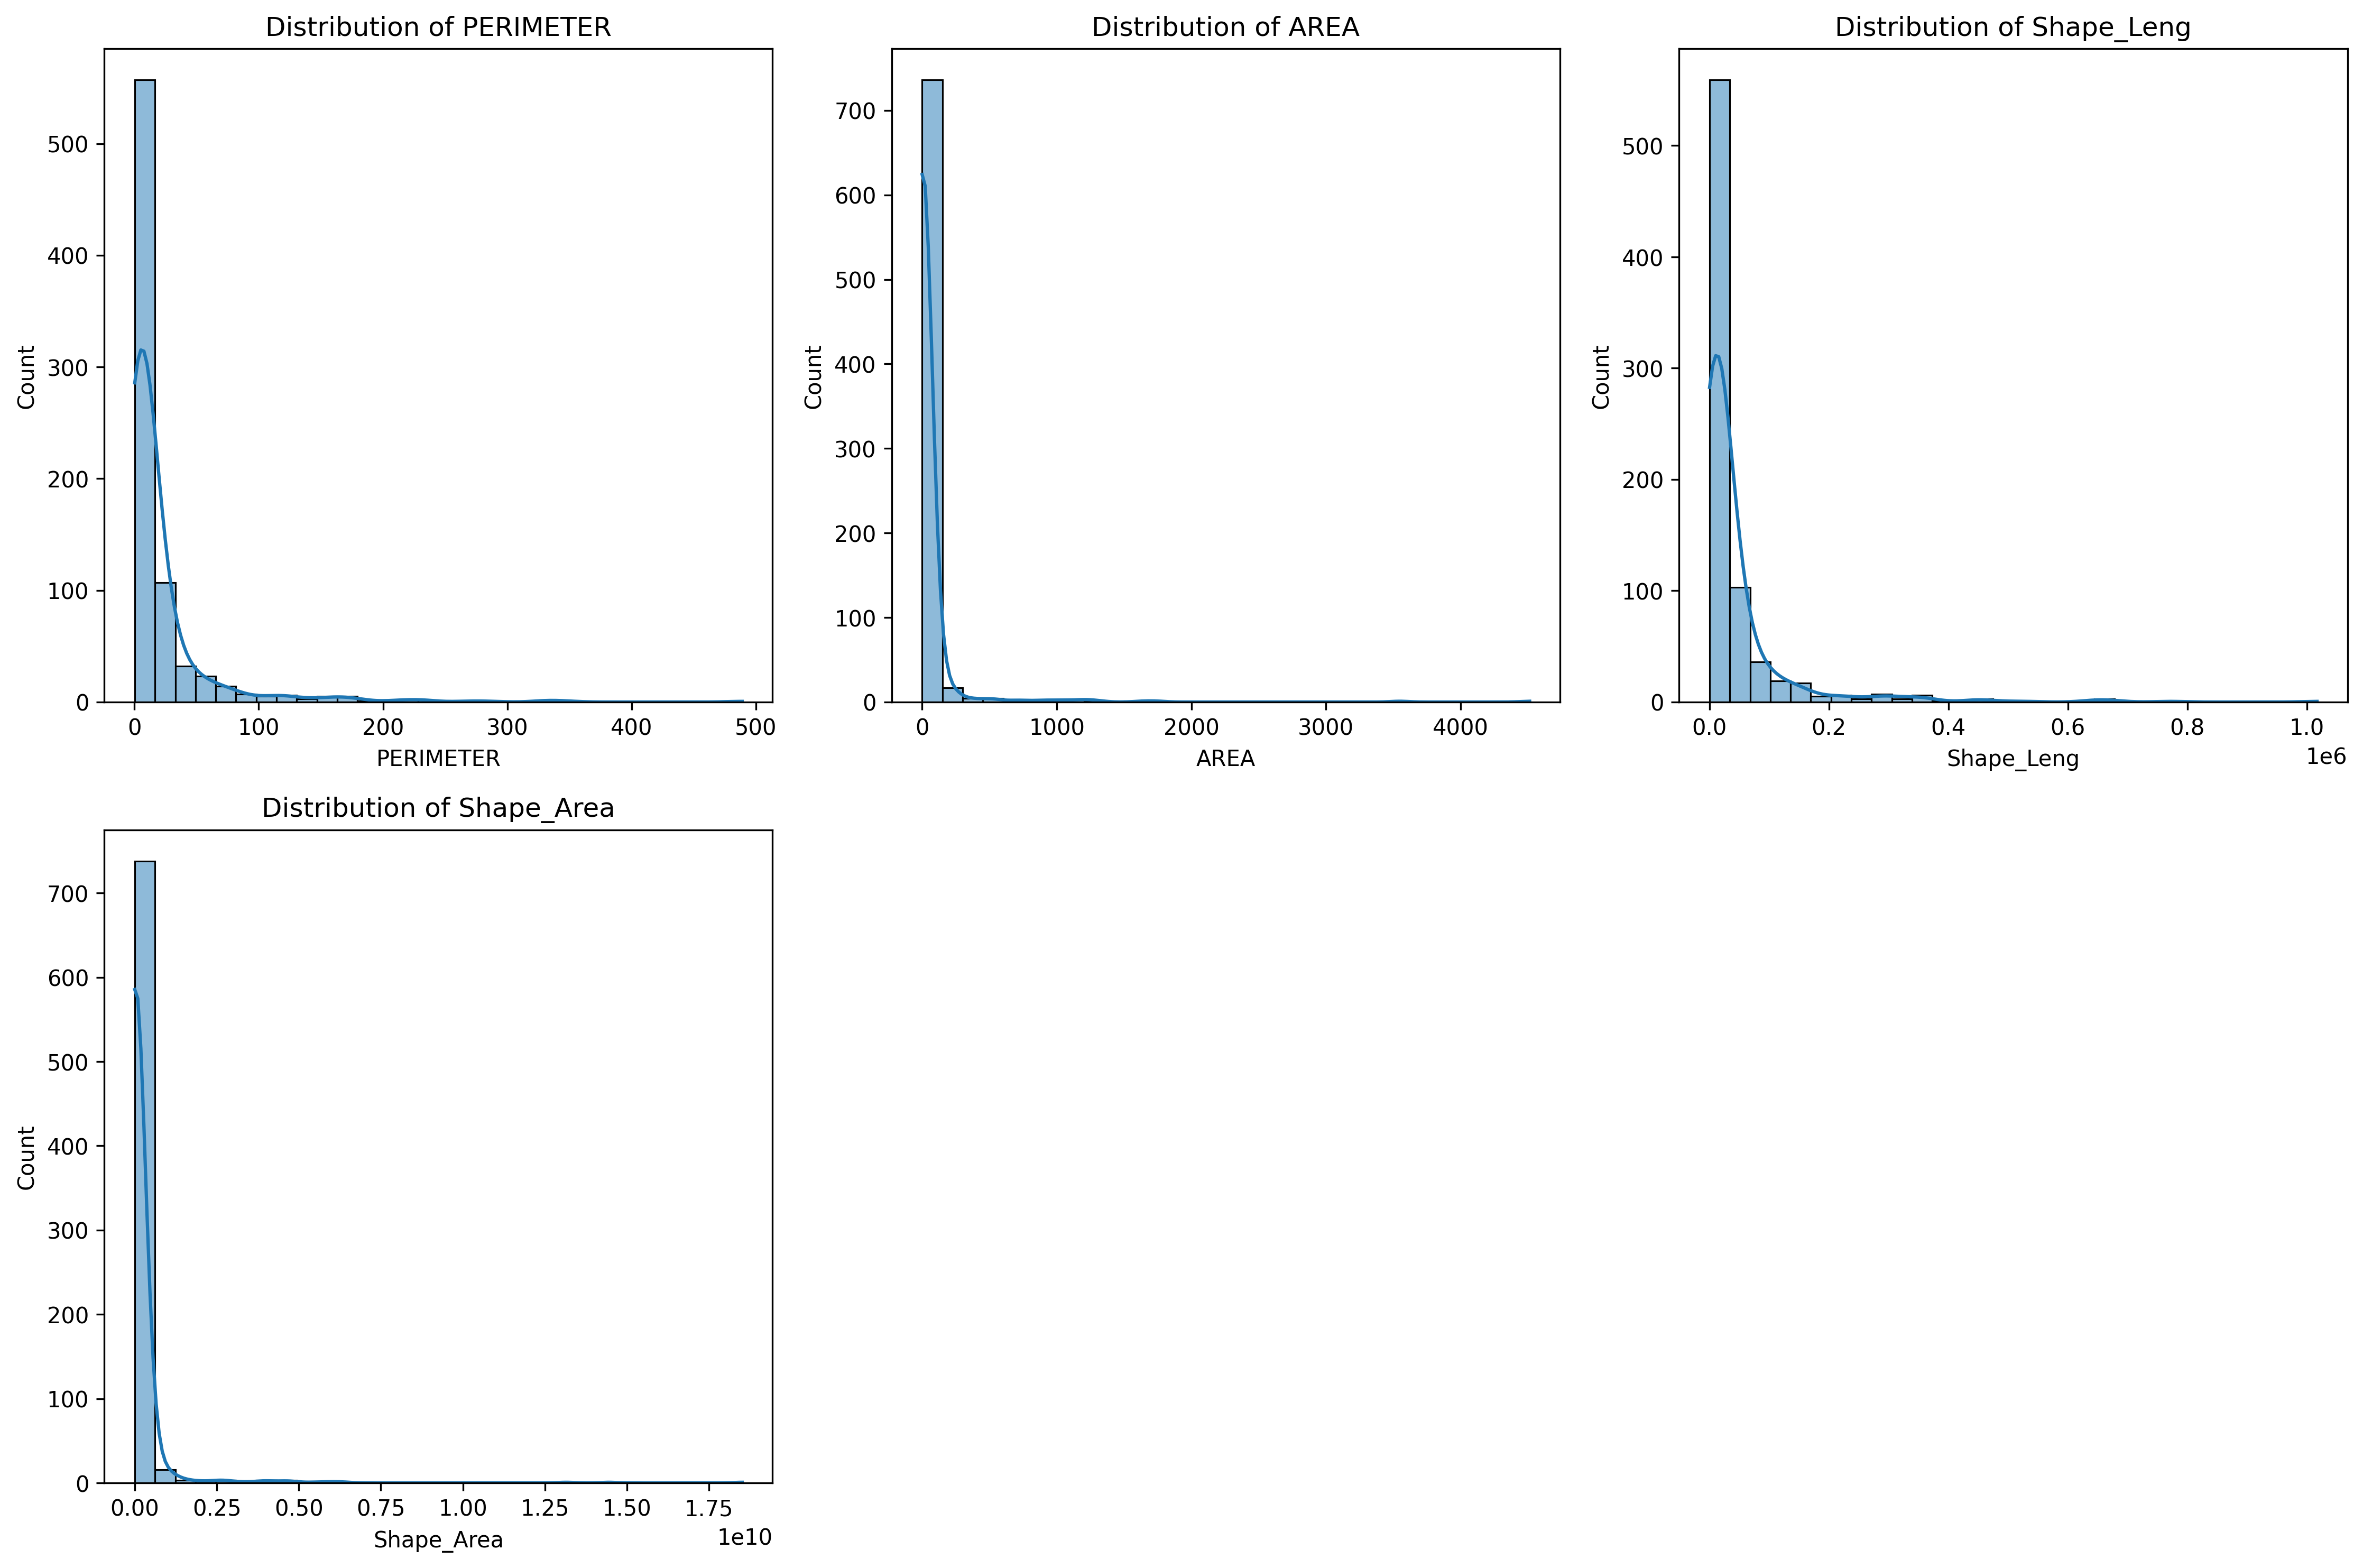 Distribution of PERIMETER
Count
0
100
200
300
400
500
0 100 200 300 400 500
PERIMETER
Distribution of AREA
Count
0
100
200
300
400
500
600
700
0 1000 2000 3000 4000
AREA
Distribution of Shape_Leng
Count
0
100
200
300
400
500
0.0 0.2 0.4 0.6 0.8 1.0
1e6
Shape_Leng
Distribution of Shape_Area
Count
0
100
200
300
400
500
600
700
0.00 0.25 0.50 0.75 1.00 1.25 1.50 1.75
1e10
Shape_Area